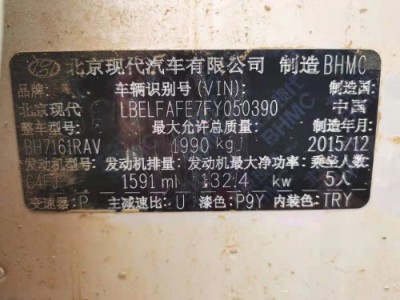 北京现代汽车有限公司 制造 BHMC
品牌: 车辆识别号(VIN): 制造国:
北京现代 LBELFAFE7FY050390 中国
整车型号: 最大允许总质量: 制造年月:
BH7161RAV 1990 kg 2015/12
发动机型号: 发动机排量: 发动机最大净功率: 乘坐人数:
G4FJ 1591 ml 132.4 kw 5人
变速器: P 主减速比: U 漆色: P9Y 内装色: TRY